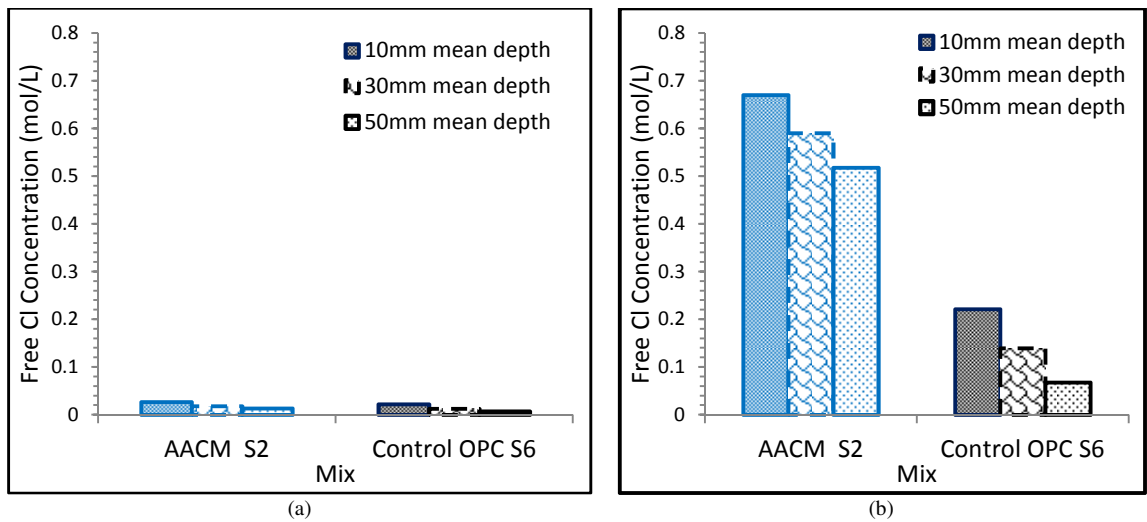 0.8
0.7
0.6
0.5
0.4
0.3
0.2
0.1
0
Free Cl Concentration (mol/L)
10mm mean depth
30mm mean depth
50mm mean depth
AACM S2
Control OPC S6
Mix
(a)
0.8
0.7
0.6
0.5
0.4
0.3
0.2
0.1
0
Free Cl Concentration (mol/L)
10mm mean depth
30mm mean depth
50mm mean depth
AACM S2
Control OPC S6
Mix
(b)